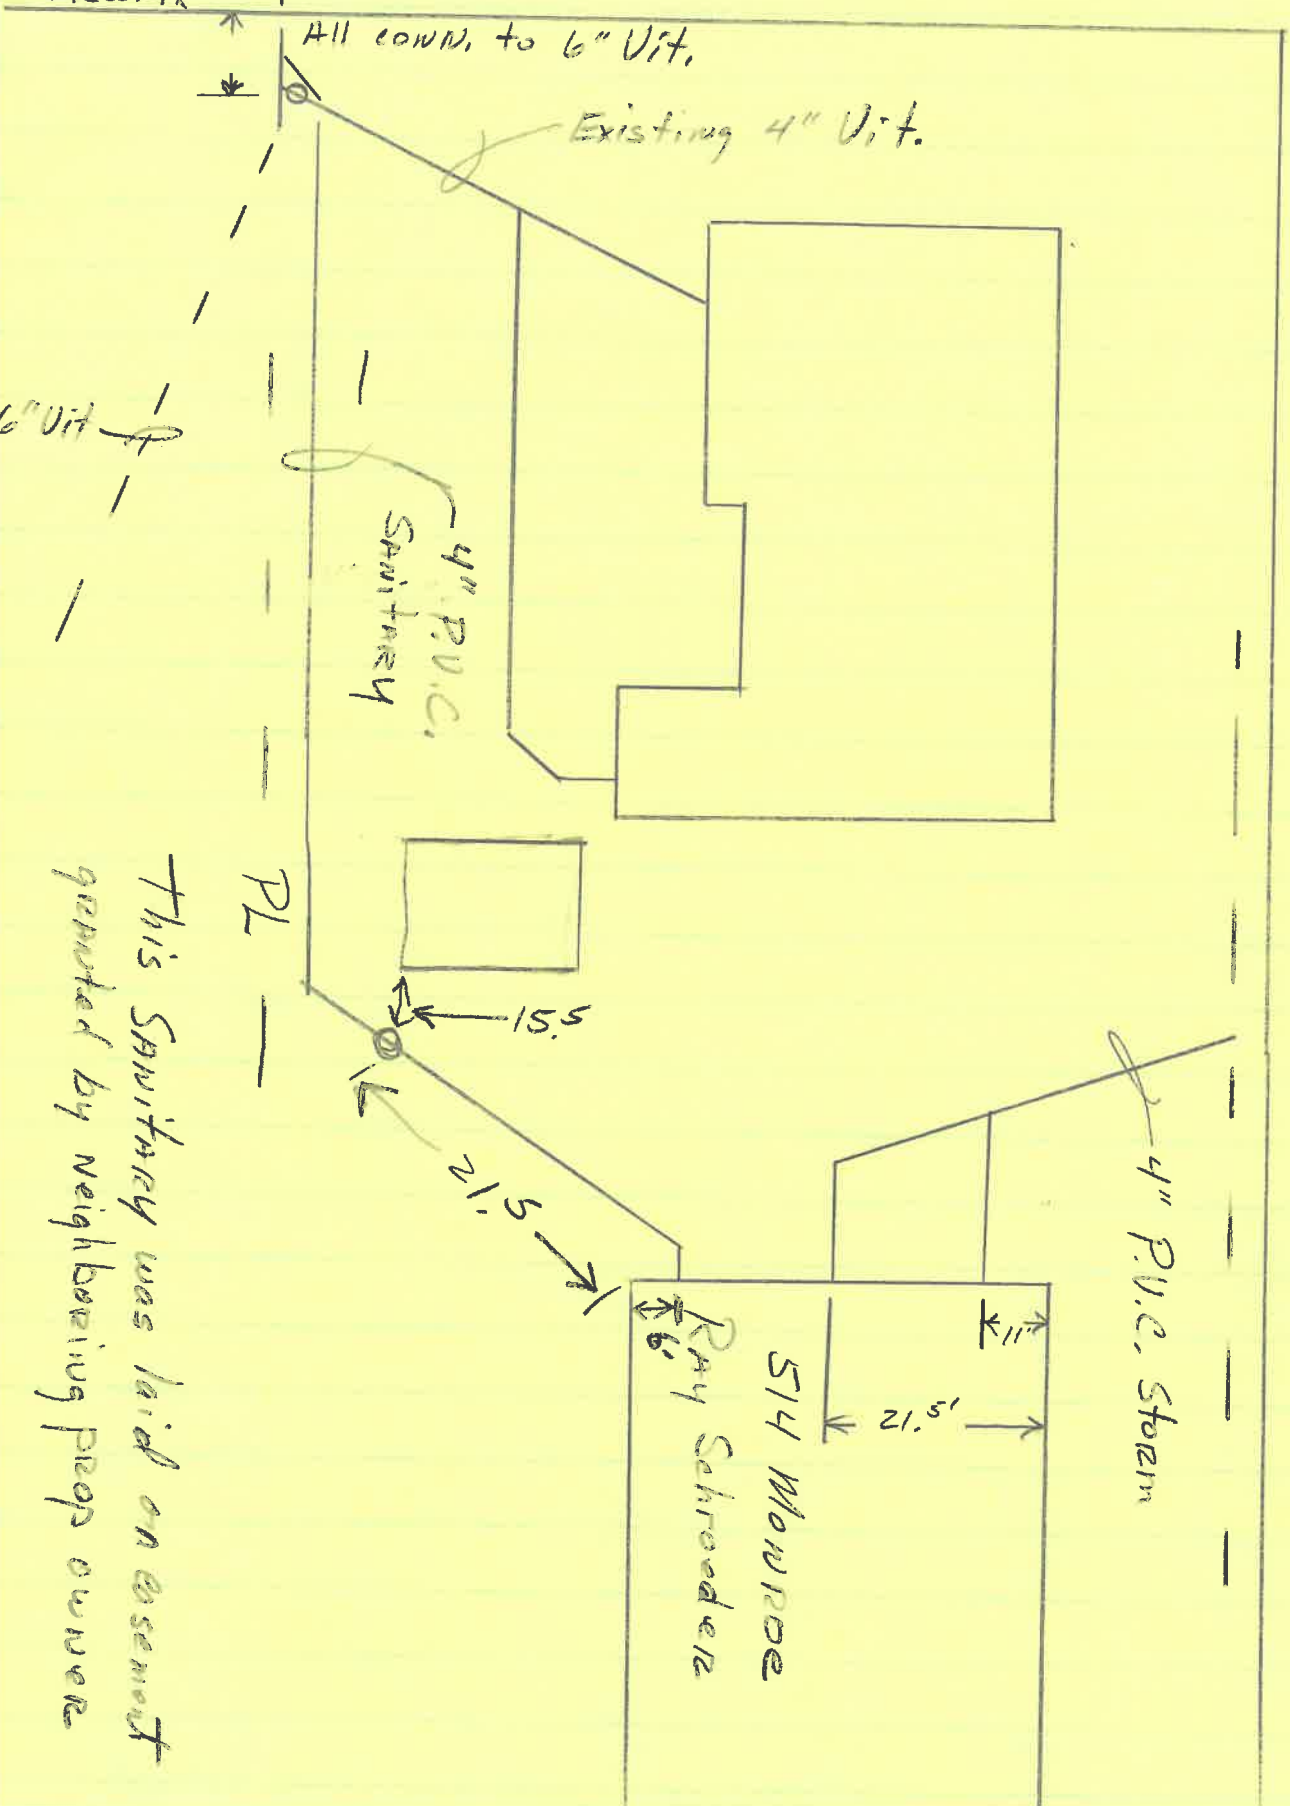 All conn. to 6" Vit.
Existing 4" Vit.
6" Vit
4" P.V.C.
SANitARY
PL
15.5
21.5
4" P.V.C. Storm
11'
21.5'
6'
514 MONROE
RAY Schroeder
This SANitARY was laid on easement
granted by neighboring prop owner